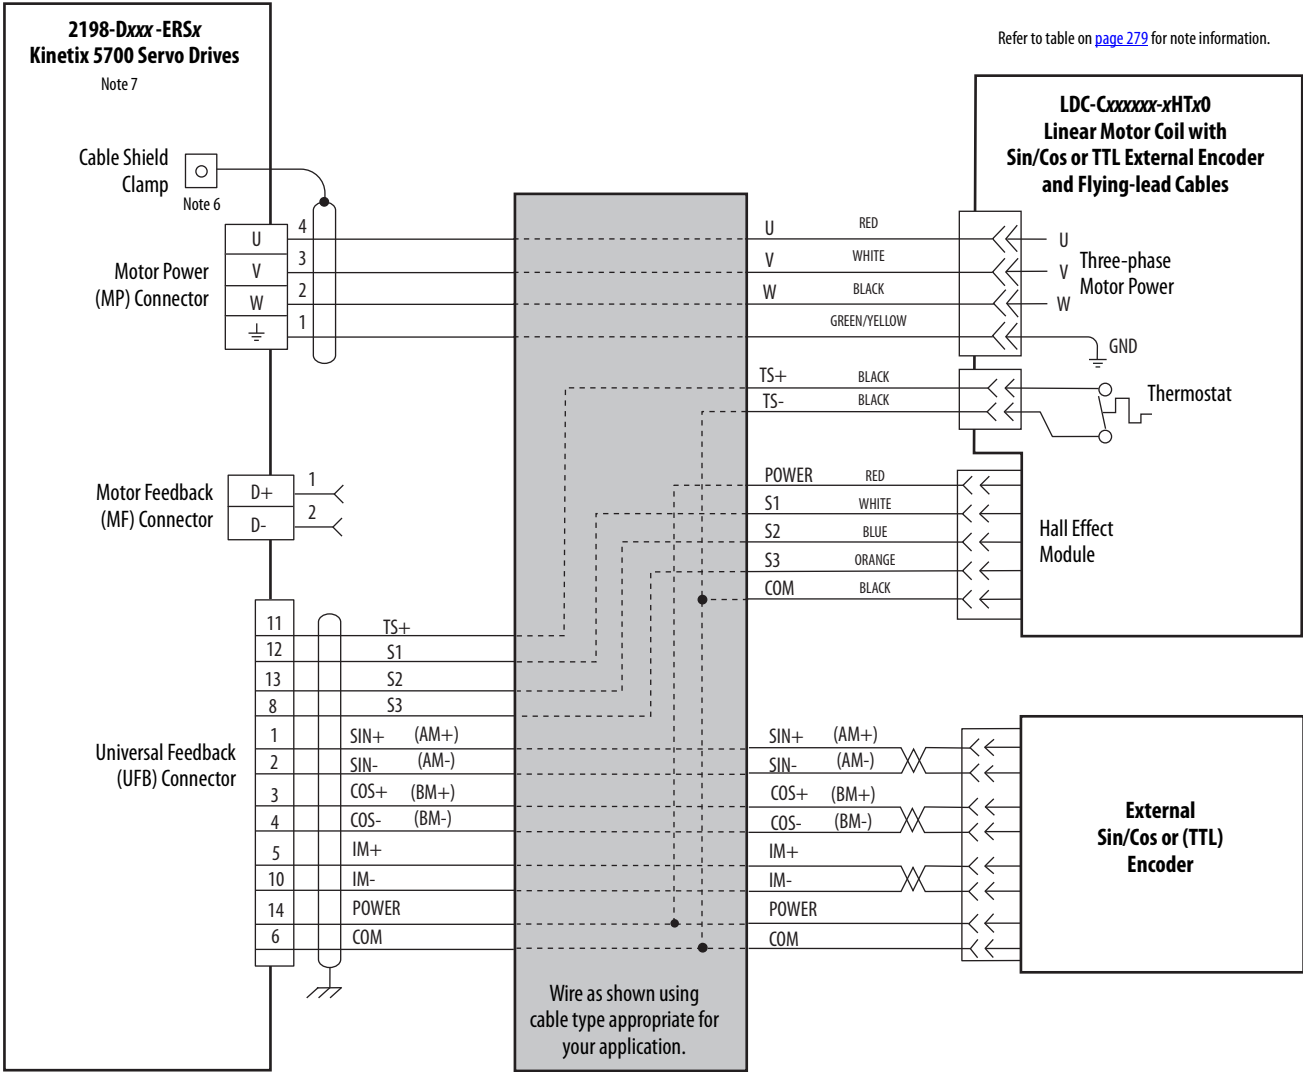 2198-Dxxx -ERSx
Kinetix 5700 Servo Drives
Note 7
Refer to table on page 279 for note information.
LDC-Cxxxxxx-xHTx0
Linear Motor Coil with
Sin/Cos or TTL External Encoder
and Flying-lead Cables
Cable Shield
Clamp
Note 6
Motor Power
(MP) Connector
U
V
W
4
3
2
1
U
V
W
RED
WHITE
BLACK
GREEN/YELLOW
U
V
W
Three-phase
Motor Power
GND
TS+
TS-
BLACK
BLACK
Thermostat
Motor Feedback
(MF) Connector
D+
D-
1
2
POWER
S1
S2
S3
COM
RED
WHITE
BLUE
ORANGE
BLACK
Hall Effect
Module
Universal Feedback
(UFB) Connector
11 TS+
12 S1
13 S2
8 S3
1 SIN+ (AM+)
2 SIN- (AM-)
3 COS+ (BM+)
4 COS- (BM-)
5 IM+
10 IM-
14 POWER
6 COM
SIN+ (AM+)
SIN- (AM-)
COS+ (BM+)
COS- (BM-)
IM+
IM-
POWER
COM
External
Sin/Cos or (TTL)
Encoder
Wire as shown using
cable type appropriate for
your application.